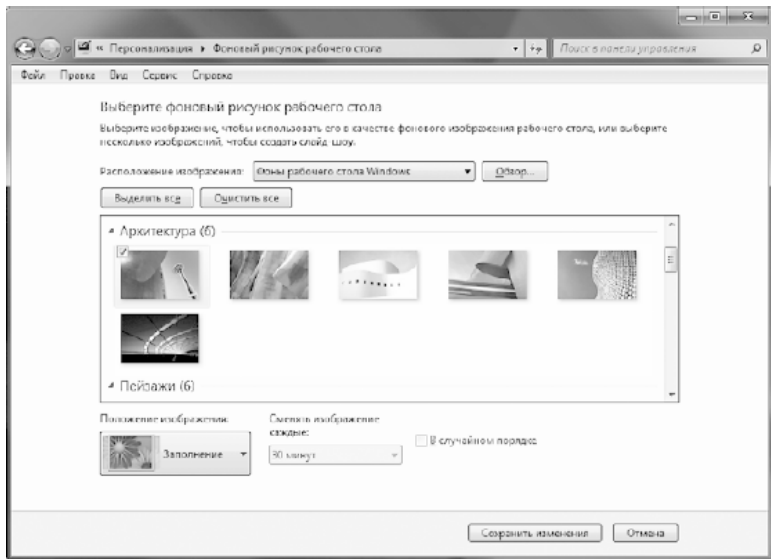 « Персонализация ▸ Фоновый рисунок рабочего стола
Поиск в панели управления
Файл Правка Вид Сервис Справка
Выберите фоновый рисунок рабочего стола
Выберите изображение, чтобы использовать его в качестве фонового изображения рабочего стола, или выберите
несколько изображений, чтобы создать слайд-шоу.
Расположение изображения: Фоны рабочего стола Windows Обзор...
Выделить все Очистить все
Архитектура (6)
Пейзажи (6)
Положение изображения: Сменять изображение
каждые:
Заполнение 30 минут В случайном порядке
Сохранить изменения Отмена